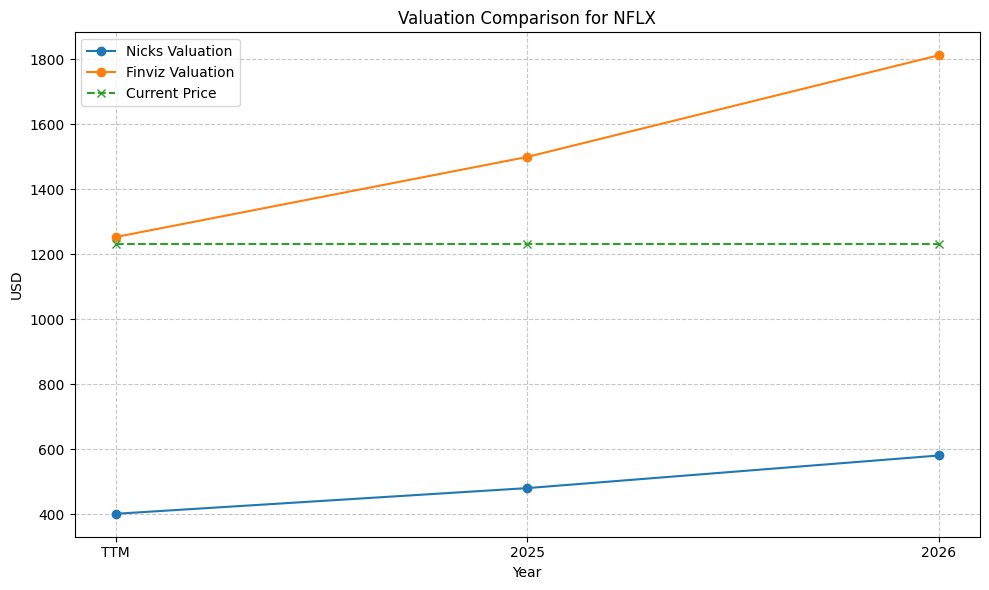 Valuation Comparison for NFLX
Nicks Valuation
Finviz Valuation
Current Price
USD
1800
1600
1400
1200
1000
800
600
400
TTM
2025
2026
Year